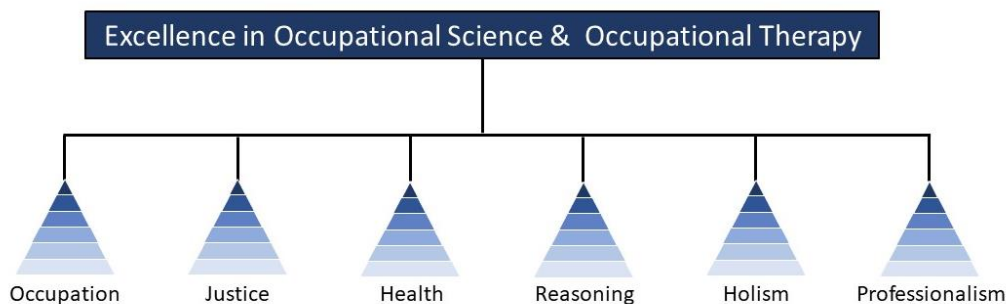 Excellence in Occupational Science & Occupational Therapy
Occupation Justice Health Reasoning Holism Professionalism